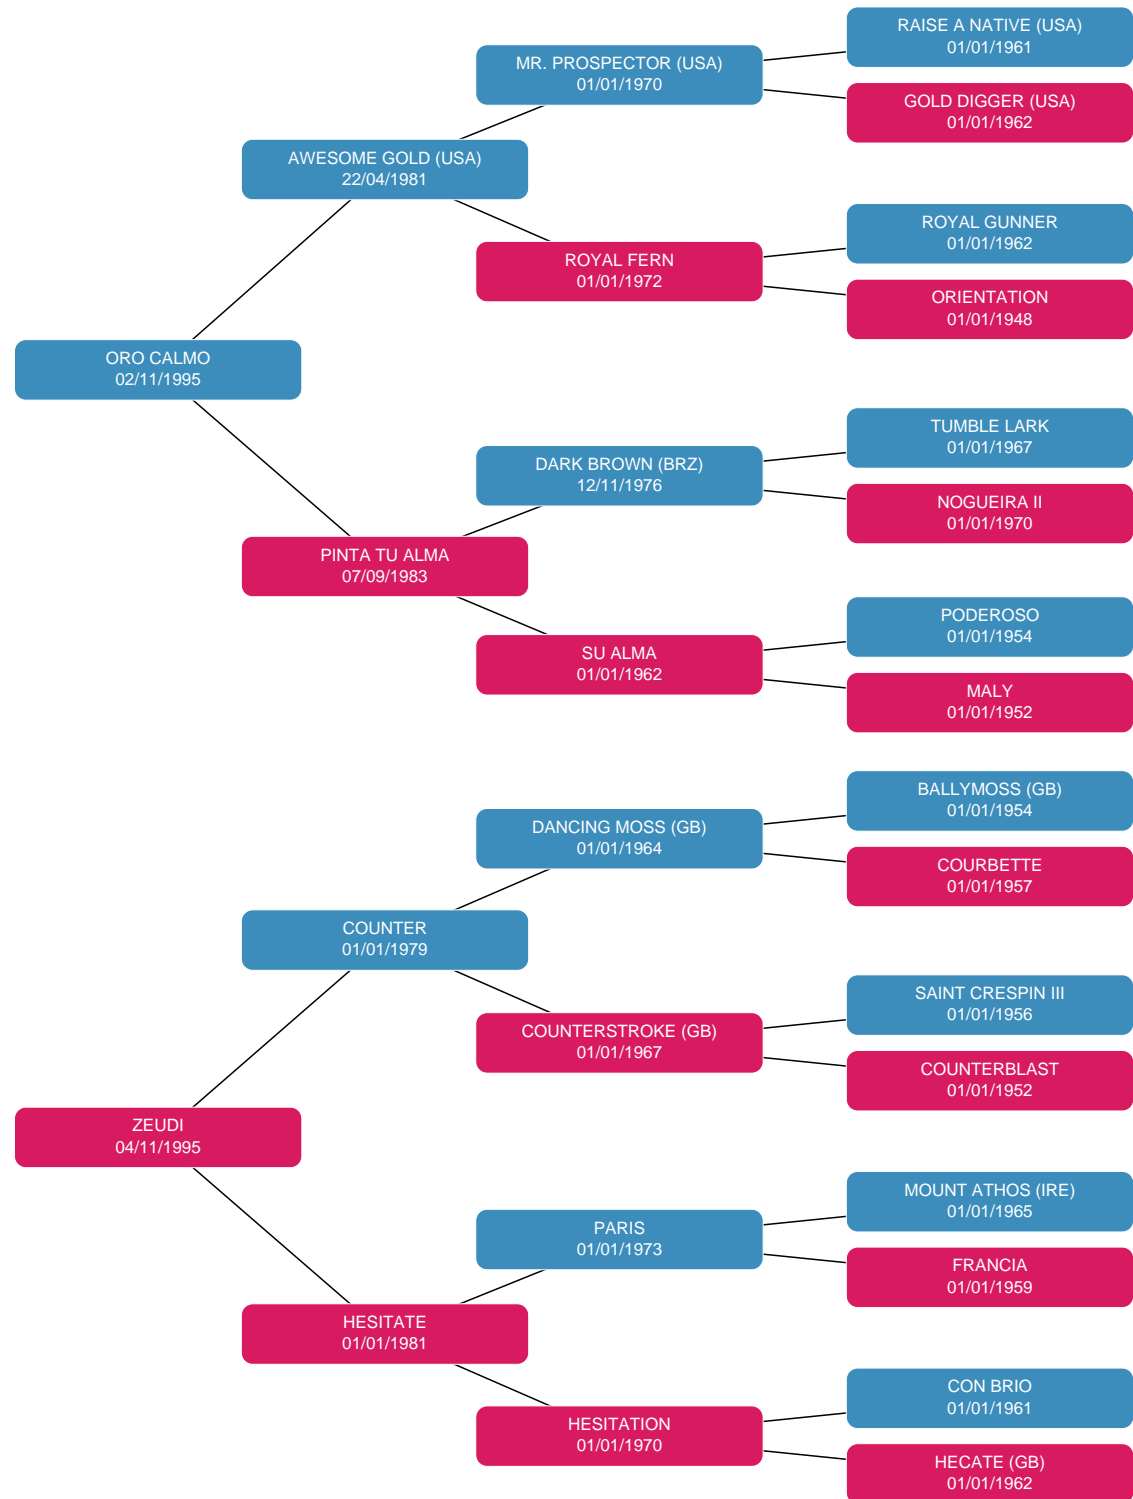 RAISE A NATIVE (USA)
01/01/1961
MR. PROSPECTOR (USA)
01/01/1970
GOLD DIGGER (USA)
01/01/1962
AWESOME GOLD (USA)
22/04/1981
ROYAL GUNNER
01/01/1962
ROYAL FERN
01/01/1972
ORIENTATION
01/01/1948
ORO CALMO
02/11/1995
TUMBLE LARK
01/01/1967
DARK BROWN (BRZ)
12/11/1976
NOGUEIRA II
01/01/1970
PINTA TU ALMA
07/09/1983
PODEROSO
01/01/1954
SU ALMA
01/01/1962
MALY
01/01/1952
BALLYMOSS (GB)
01/01/1954
DANCING MOSS (GB)
01/01/1964
COURBETTE
01/01/1957
COUNTER
01/01/1979
SAINT CRESPIN III
01/01/1956
COUNTERSTROKE (GB)
01/01/1967
COUNTERBLAST
01/01/1952
ZEUDI
04/11/1995
MOUNT ATHOS (IRE)
01/01/1965
PARIS
01/01/1973
FRANCIA
01/01/1959
HESITATE
01/01/1981
CON BRIO
01/01/1961
HESITATION
01/01/1970
HECATE (GB)
01/01/1962